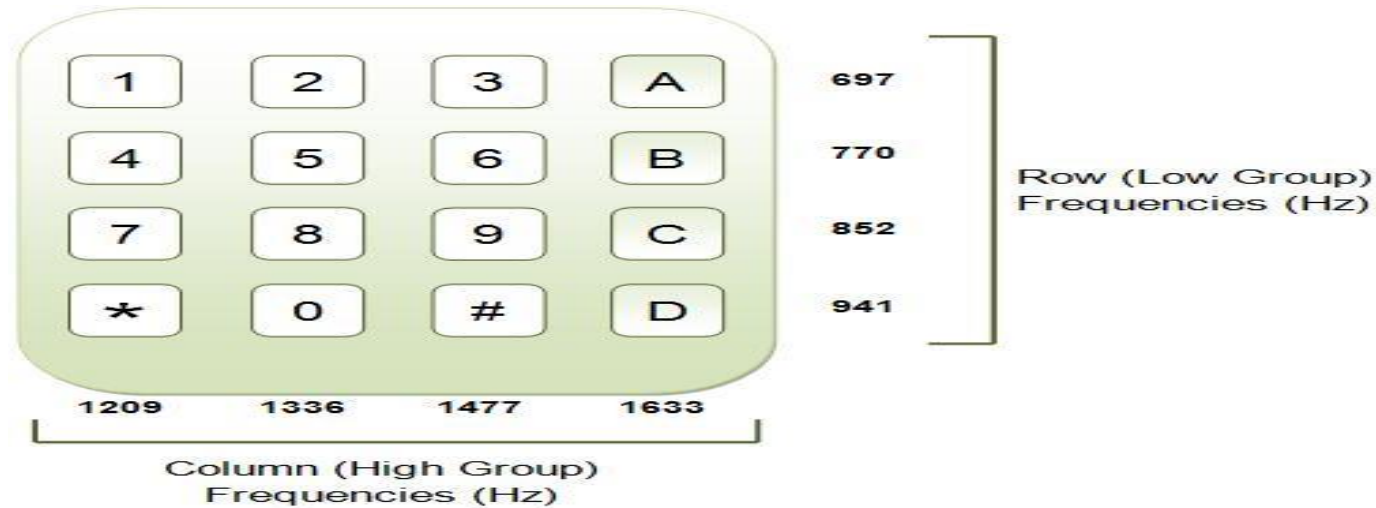 1 2 3 A 697
4 5 6 B 770
7 8 9 C 852
* 0 # D 941
Row (Low Group)
Frequencies (Hz)
1209 1336 1477 1633
Column (High Group)
Frequencies (Hz)